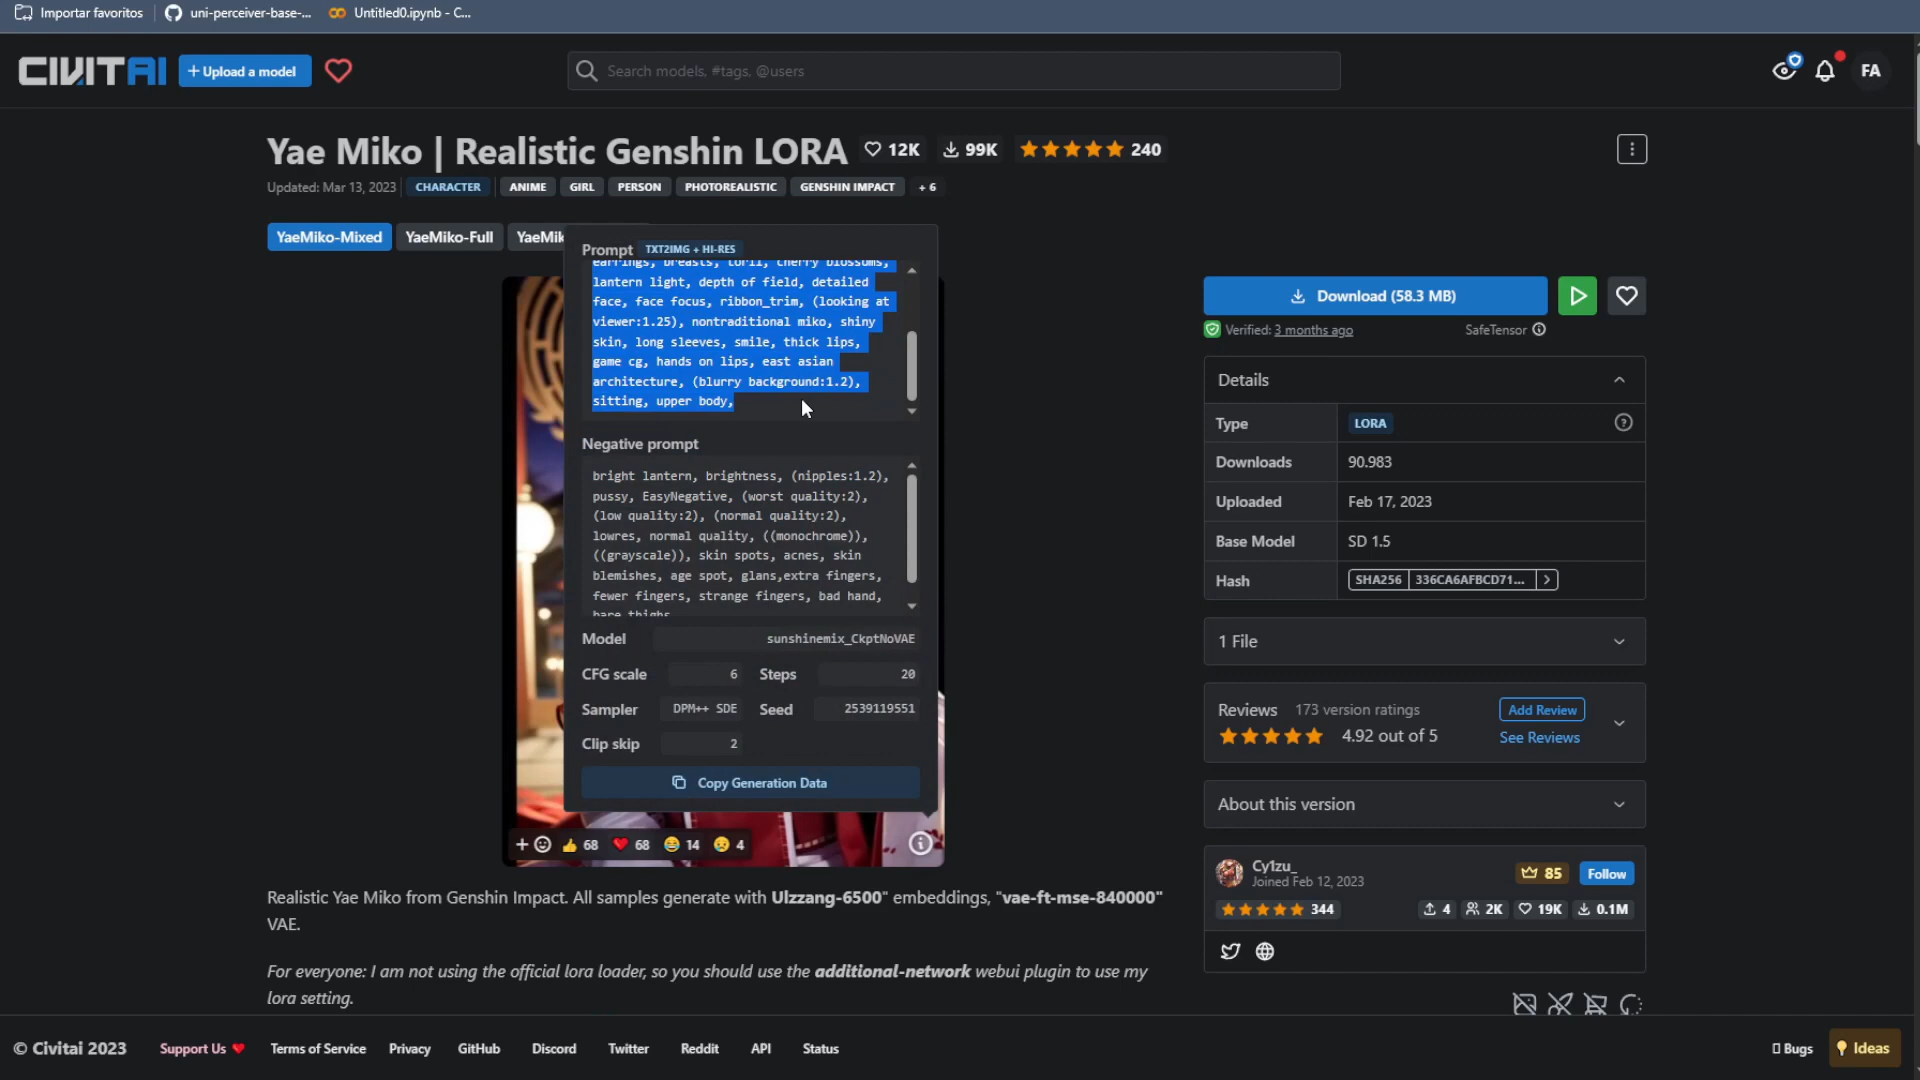 Importar favoritos
uni-perceiver-base-...
Untitled0.ipynb - C...
CIVITAI
+ Upload a model
Search models, #tags, @users
FA
Yae Miko | Realistic Genshin LORA
12K
99K
240
Updated: Mar 13, 2023
CHARACTER
ANIME
GIRL
PERSON
PHOTOREALISTIC
GENSHIN IMPACT
+ 6
YaeMiko-Mixed
YaeMiko-Full
YaeMik
Prompt
TXT2IMG + HI-RES
earrings, breasts, torii, cherry blossoms,
lantern light, depth of field, detailed
face, face focus, ribbon_trim, (looking at
viewer:1.25), nontraditional miko, shiny
skin, long sleeves, smile, thick lips,
game cg, hands on lips, east asian
architecture, (blurry background:1.2),
sitting, upper body,
Negative prompt
bright lantern, brightness, (nipples:1.2),
pussy, EasyNegative, (worst quality:2),
(low quality:2), (normal quality:2),
lowres, normal quality, ((monochrome)),
((grayscale)), skin spots, acnes, skin
blemishes, age spot, glans,extra fingers,
fewer fingers, strange fingers, bad hand,
bare thighs
Model
sunshinemix_CkptNoVAE
CFG scale 6 Steps 20
Sampler DPM++ SDE Seed 2539119551
Clip skip 2
Copy Generation Data
68
68
14
4
Realistic Yae Miko from Genshin Impact. All samples generate with Ulzzang-6500" embeddings, "vae-ft-mse-840000"
VAE.
For everyone: I am not using the official lora loader, so you should use the additional-network webui plugin to use my
lora setting.
Download (58.3 MB)
Verified: 3 months ago
SafeTensor
Details
Type LORA
Downloads 90.983
Uploaded Feb 17, 2023
Base Model SD 1.5
Hash SHA256 336CA6AFBCD71...
1 File
Reviews 173 version ratings
4.92 out of 5
Add Review
See Reviews
About this version
Cy1zu_
Joined Feb 12, 2023
85
Follow
344
4
2K
19K
0.1M
© Civitai 2023
Support Us
Terms of Service
Privacy
GitHub
Discord
Twitter
Reddit
API
Status
Bugs
Ideas